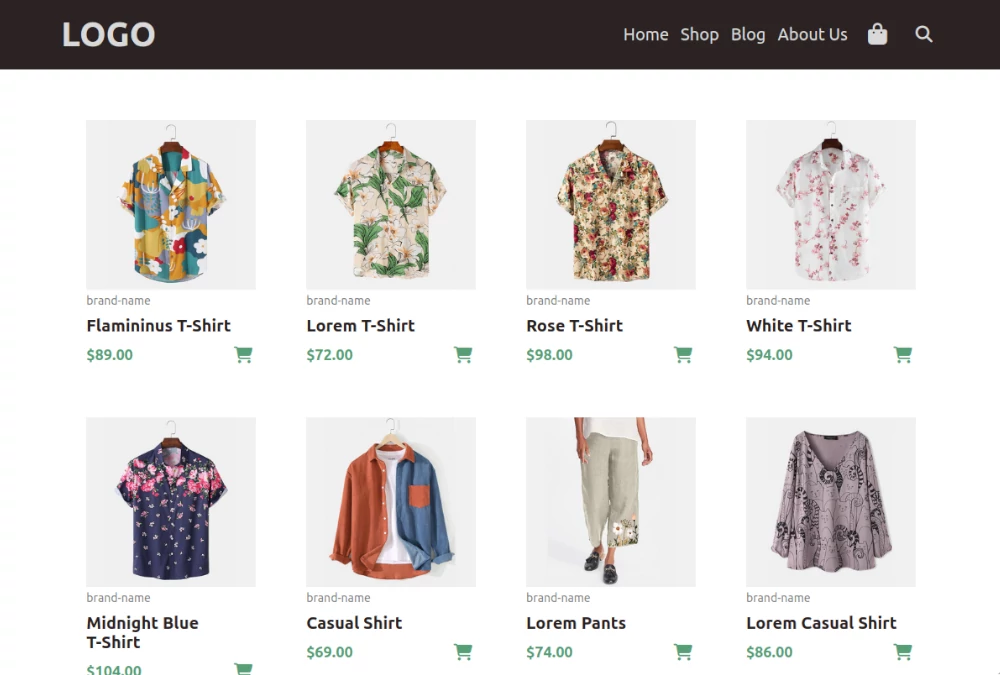 LOGO
Home Shop Blog About Us
brand-name
Flamininus T-Shirt
$89.00
brand-name
Lorem T-Shirt
$72.00
brand-name
Rose T-Shirt
$98.00
brand-name
White T-Shirt
$94.00
brand-name
Midnight Blue
T-Shirt
$104.00
brand-name
Casual Shirt
$69.00
brand-name
Lorem Pants
$74.00
brand-name
Lorem Casual Shirt
$86.00